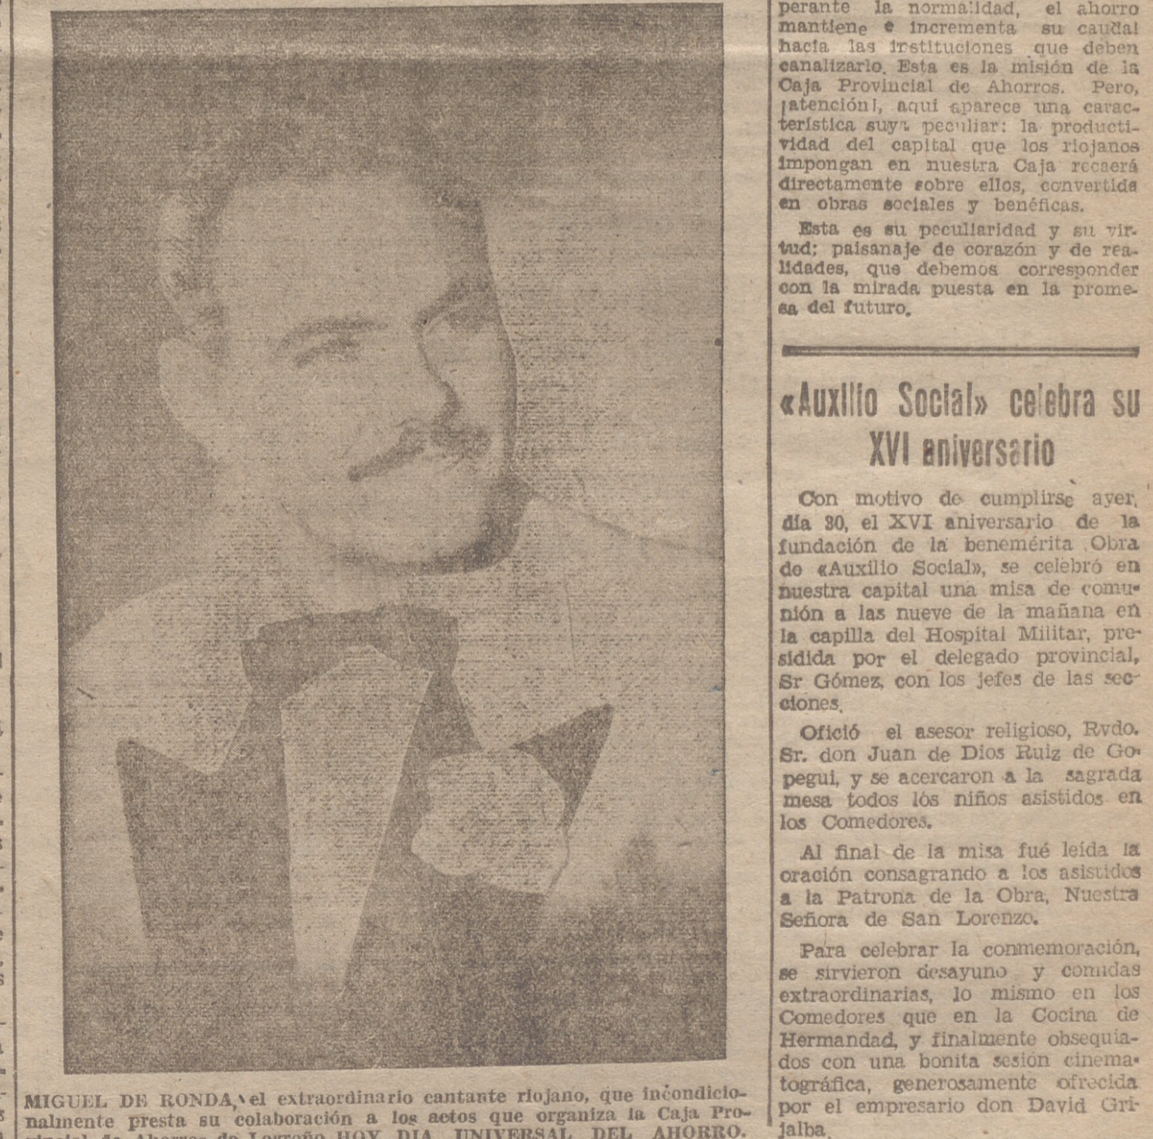 MIGUEL DE RONDA, el extraordinario cantante riojano, que incondicio-
nalmente presta su colaboración a los actos que organiza la Caja Pro-
vincial de Ahorros de Logroño HOY DIA UNIVERSAL DEL AHORRO.
perante la normalidad, el ahorro
mantiene e incrementa su caudal
hacia las instituciones que deben
canalizarlo. Esta es la misión de la
Caja Provincial de Ahorros. Pero,
¡atención!, aquí aparece una carac-
terística suya peculiar: la producti-
vidad del capital que los riojanos
impongan en nuestra Caja recaerá
directamente sobre ellos, convertida
en obras sociales y benéficas.
Esta es su peculiaridad y su vir-
tud; paisanaje de corazón y de rea-
lidades, que debemos corresponder
con la mirada puesta en la prome-
sa del futuro.
«Auxilio Social» celebra su
XVI aniversario
Con motivo de cumplirse ayer,
día 30, el XVI aniversario de la
fundación de la benemérita Obra
de «Auxilio Social», se celebró en
nuestra capital una misa de comu-
nión a las nueve de la mañana en
la capilla del Hospital Militar, pre-
sidida por el delegado provincial,
Sr Gómez, con los jefes de las sec-
ciones.
Ofició el asesor religioso, Rvdo.
Sr. don Juan de Dios Ruiz de Go-
pegui, y se acercaron a la sagrada
mesa todos lós niños asistidos en
los Comedores.
Al final de la misa fué leída la
oración consagrando a los asistidos
a la Patrona de la Obra, Nuestra
Señora de San Lorenzo.
Para celebrar la conmemoración,
se sirvieron desayuno y comidas
extraordinarias, lo mismo en los
Comedores que en la Cocina de
Hermandad, y finalmente obsequia-
dos con una bonita sesión cinema-
tográfica, generosamente ofrecida
por el empresario don David Gri-
jalba.